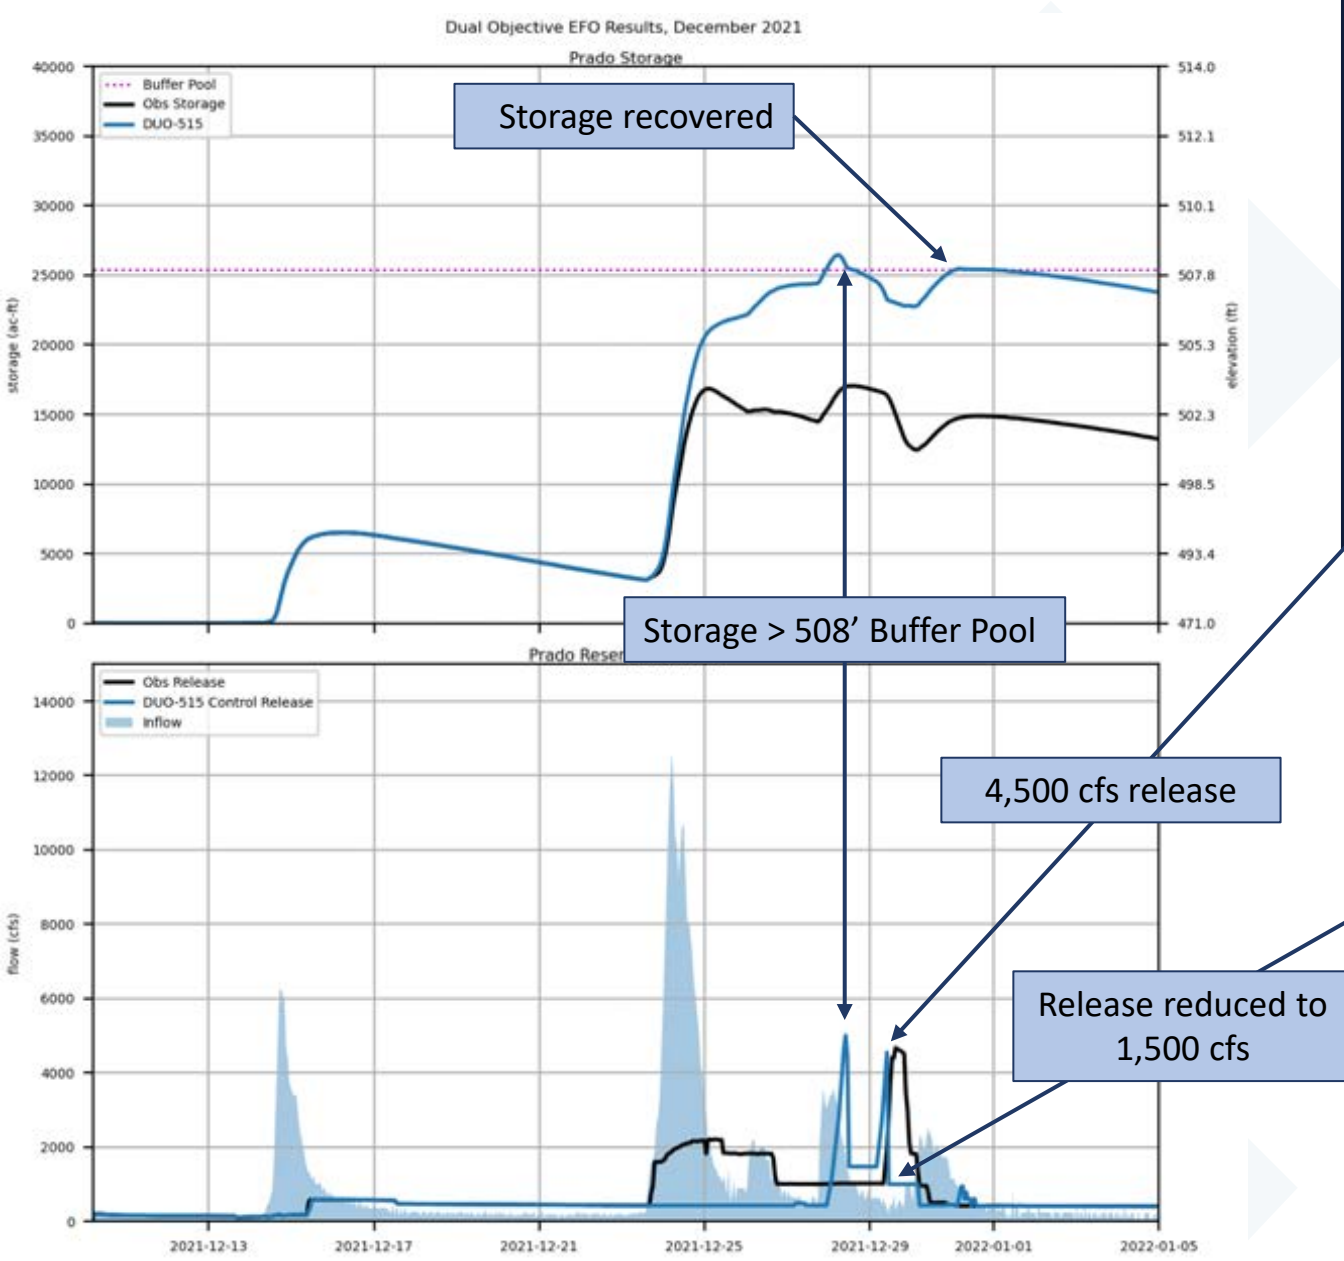 Dual Objective EFO Results, December 2021
Prado Storage
40000
35000
30000
25000
20000
15000
10000
5000
0
storage (ac-ft)
Buffer Pool
Obs Storage
DUO-515
Storage recovered
514.0
512.1
510.1
507.8
505.3
502.3
498.5
493.4
471.0
elevation (ft)
Storage > 508’ Buffer Pool
Prado Reser
14000
12000
10000
8000
6000
4000
2000
0
flow (cfs)
Obs Release
DUO-515 Control Release
Inflow
4,500 cfs release
Release reduced to
1,500 cfs
2021-12-13
2021-12-17
2021-12-21
2021-12-25
2021-12-29
2022-01-01
2022-01-05